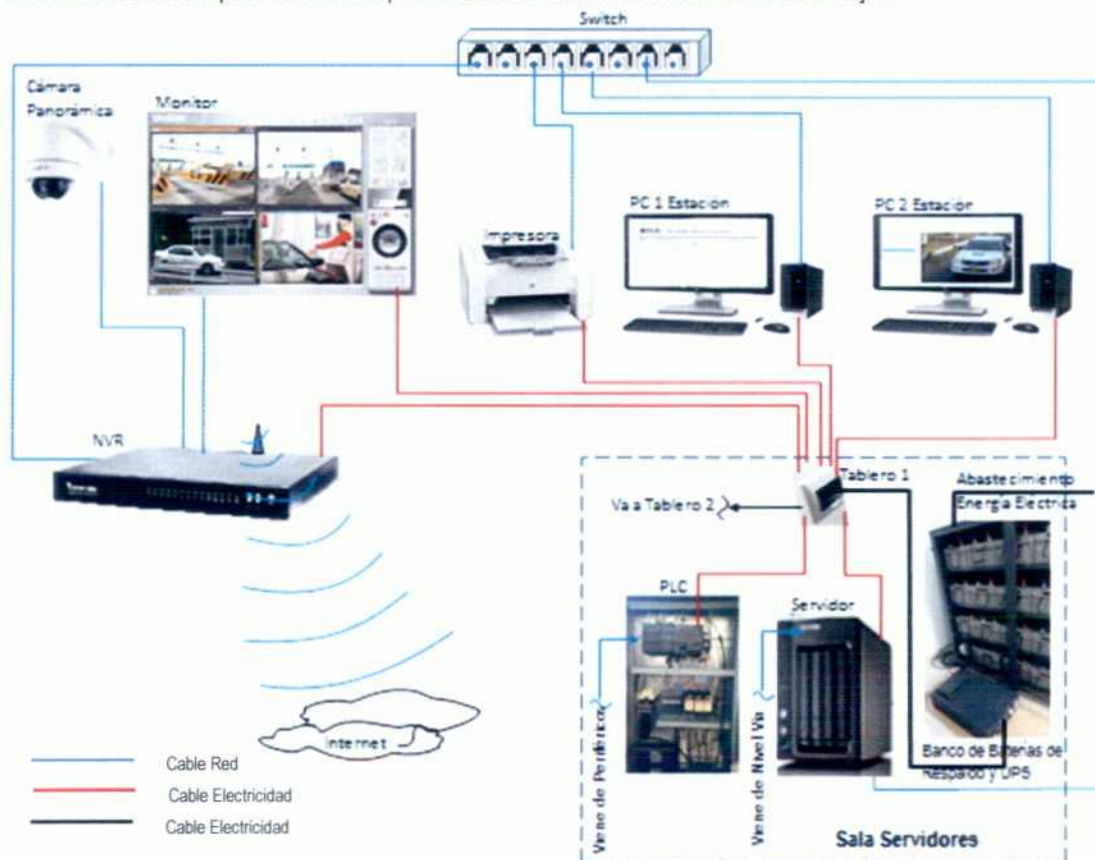 Switch
Cámara
Panorámica
Monitor
Impresora
PC 1 Estación
PC 2 Estación
NVR
Tablero 1
Va a Tablero 2
Abastecimiento
Energía Electrica
PLC
Servidor
Viene de Perifericos
Viene de Nivel Vía
Internet
Banco de Baterías de
Respaldo y UPS
Cable Red
Cable Electricidad
Cable Electricidad
Sala Servidores